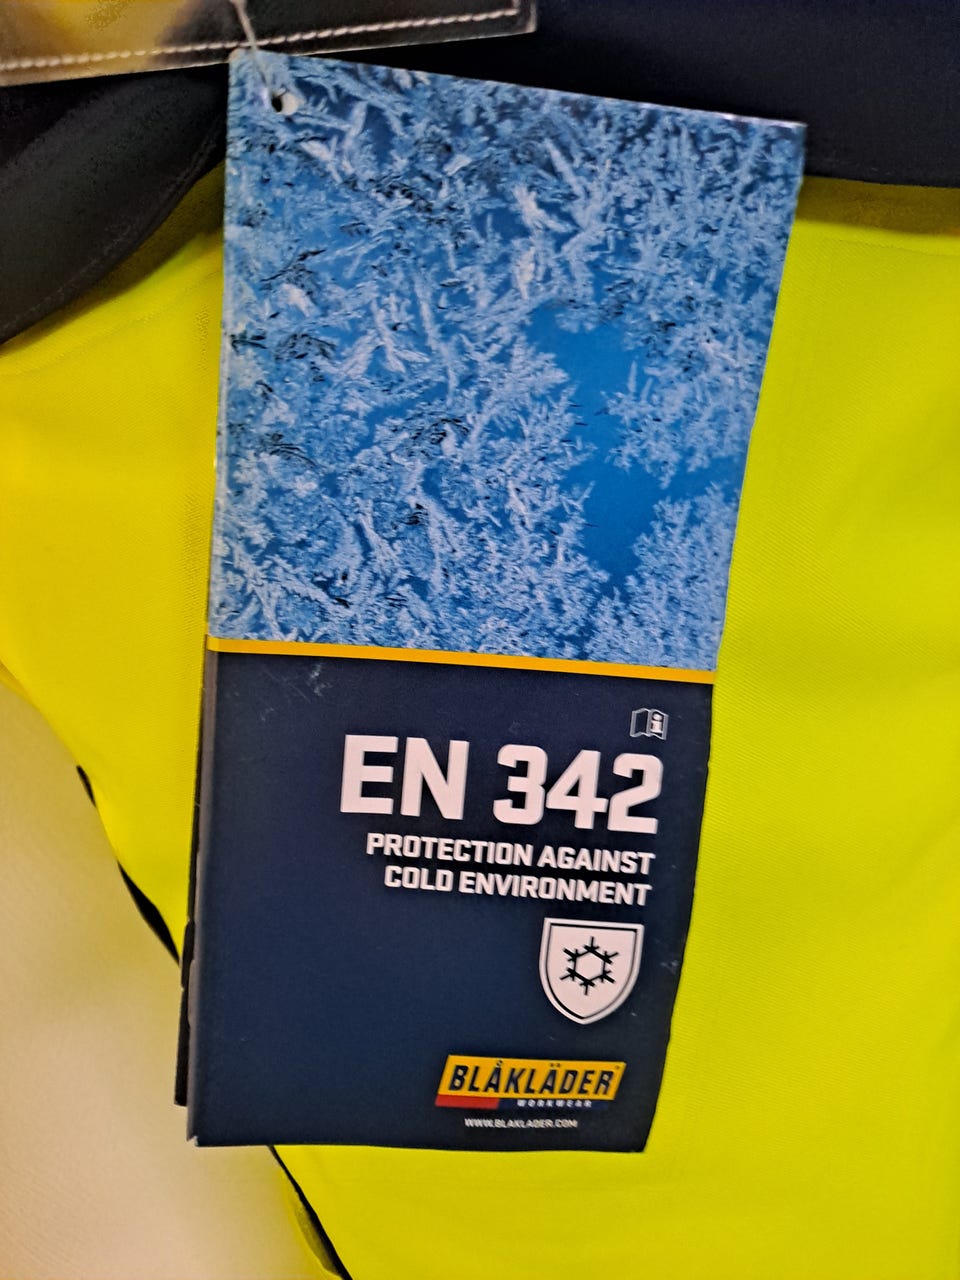 EN 342
PROTECTION AGAINST
COLD ENVIRONMENT
BLÅKLÄDER
WORKWEAR
WWW.BLAKLADER.COM